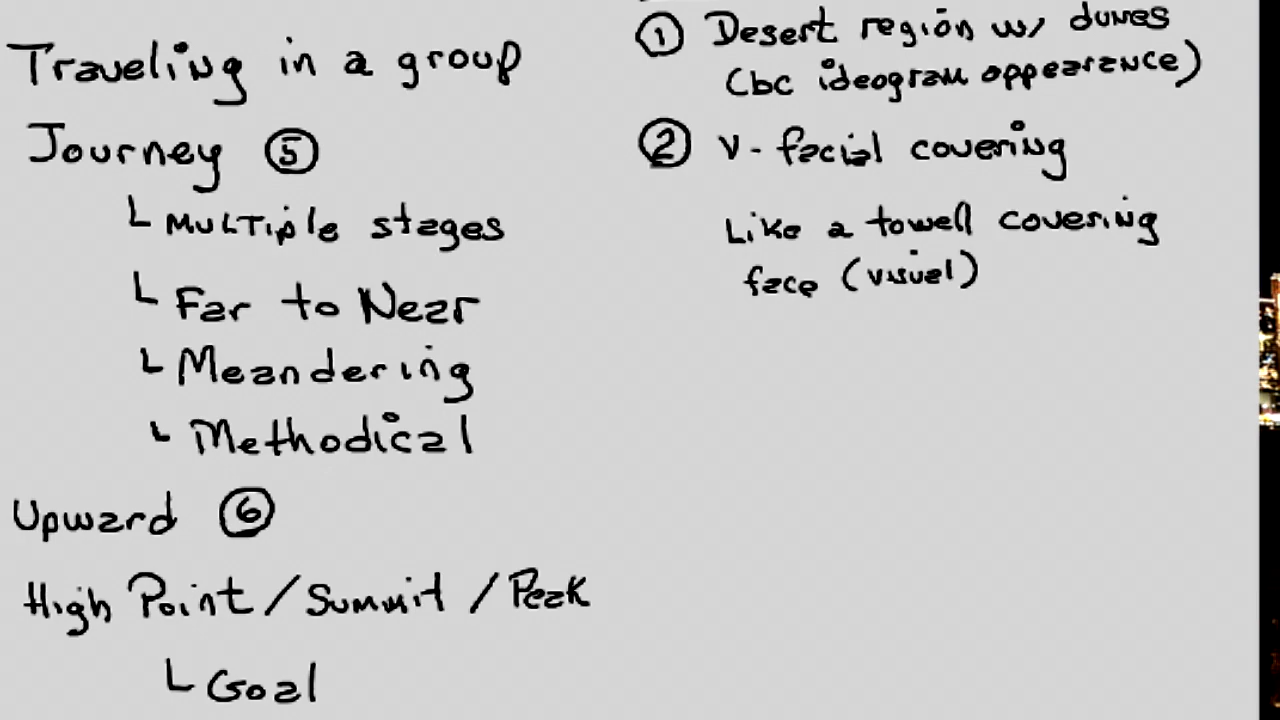 Traveling in a group
Journey ⑤
└ Multiple stages
└ Far to Near
└ Meandering
└ Methodical
Upward ⑥
High Point / Summit / Peak
└ Goal
① Desert region w/ dunes
(bc ideogram appearance)
② V - facial covering
Like a towell covering
face (visual)